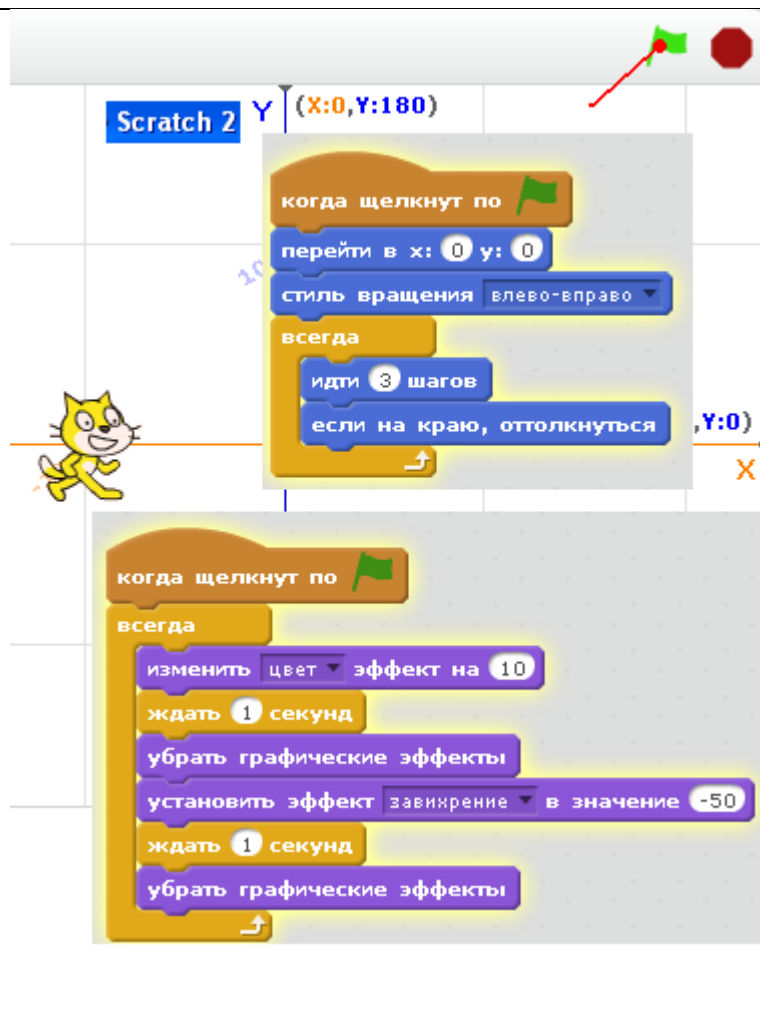 Scratch 2
Y (X:0,Y:180)
когда щелкнут по
перейти в x: 0 y: 0
стиль вращения влево-вправо
всегда
идти 3 шагов
если на краю, оттолкнуться
,Y:0)
X
10
когда щелкнут по
всегда
изменить цвет эффект на 10
ждать 1 секунд
убрать графические эффекты
установить эффект завихрение в значение -50
ждать 1 секунд
убрать графические эффекты